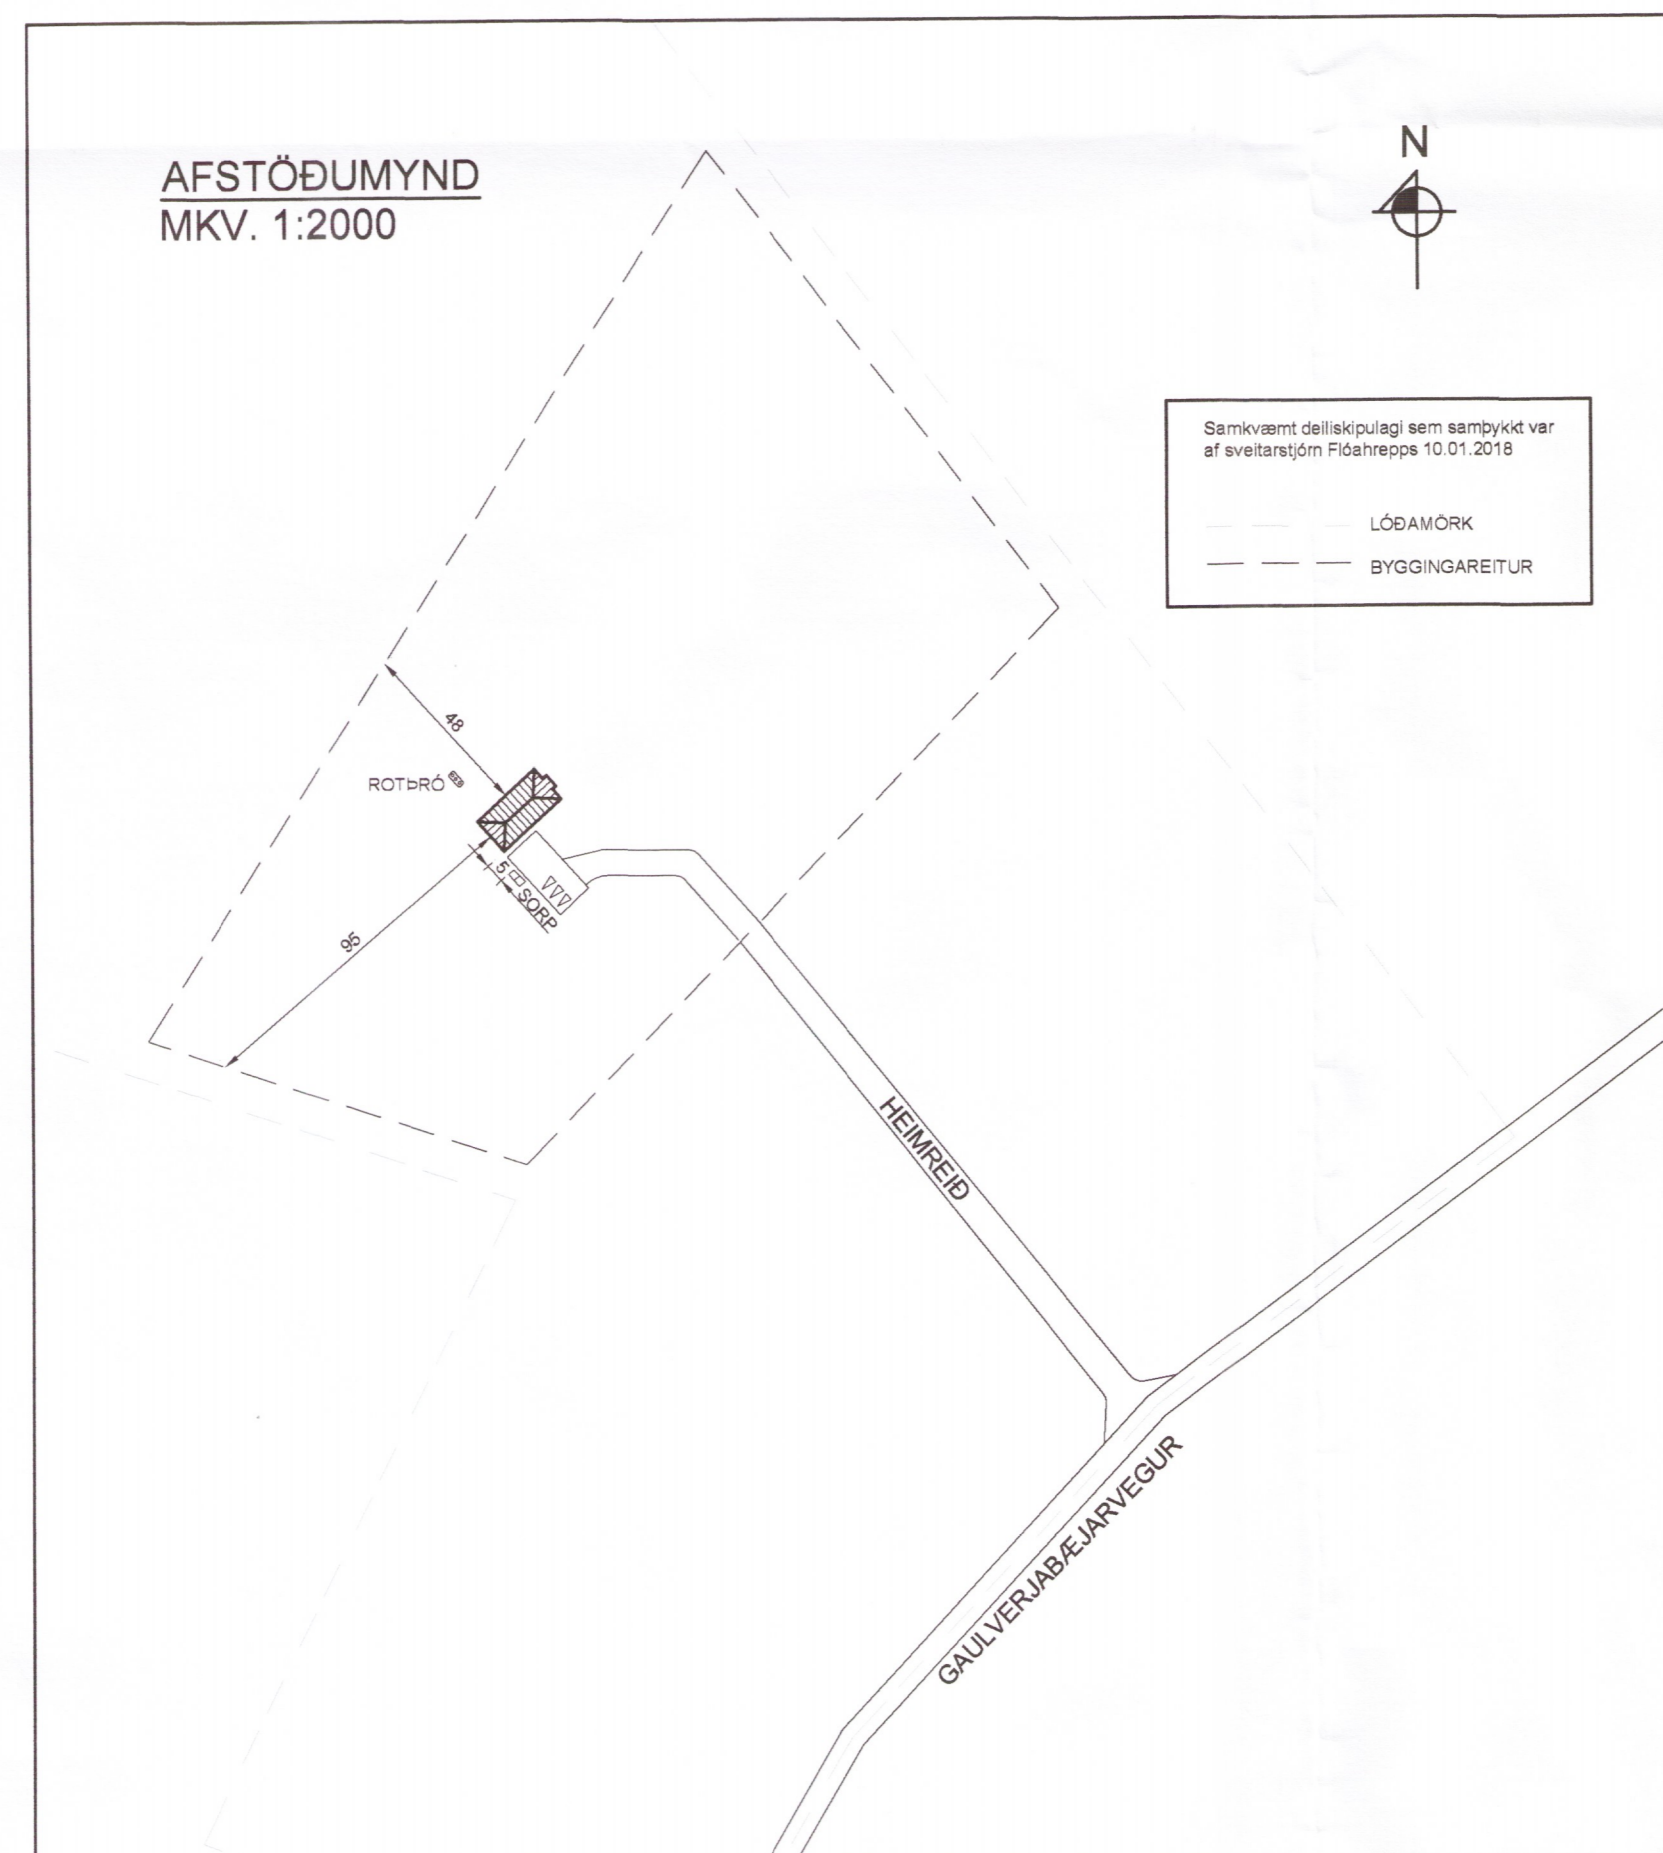 AFSTÖÐUMYND
MKV. 1:2000
N
Samkvæmt deiliskipulagi sem samþykkt var
af sveitarstjórn Flóahrepps 10.01.2018
LÓÐAMÖRK
BYGGINGAREITUR
48
ROTÞRÓ
5
SORP
95
HEIMREIÐ
GAULVERJABÆJARVEGUR